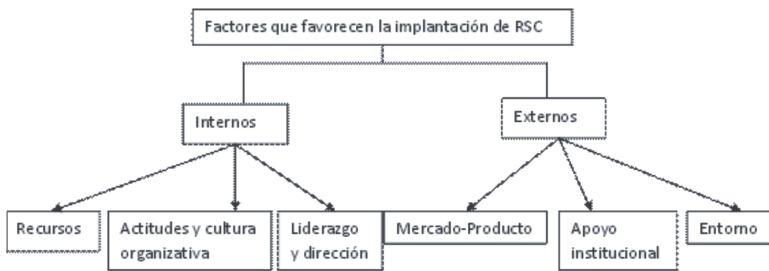 Factores que favorecen la implantación de RSC
Internos
Externos
Recursos
Actitudes y cultura
organizativa
Liderazgo
y dirección
Mercado-Producto
Apoyo
institucional
Entorno